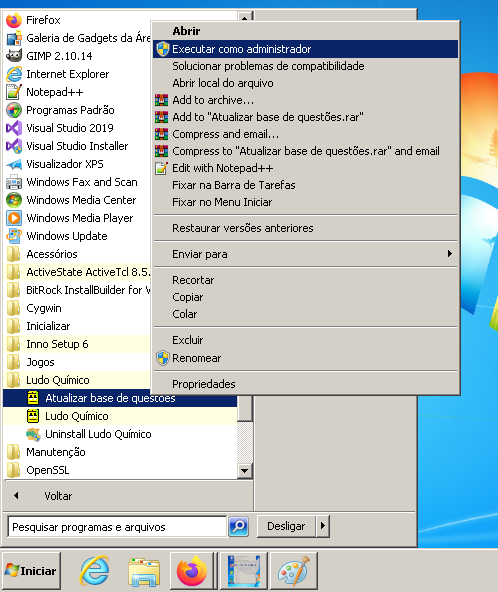 Firefox
Galeria de Gadgets da Áre
GIMP 2.10.14
Internet Explorer
Notepad++
Programas Padrão
Visual Studio 2019
Visual Studio Installer
Visualizador XPS
Windows Fax and Scan
Windows Media Center
Windows Media Player
Windows Update
Acessórios
ActiveState ActiveTcl 8.5.
BitRock InstallBuilder for W
Cygwin
Inicializar
Inno Setup 6
Jogos
Ludo Químico
Atualizar base de questões
Ludo Químico
Uninstall Ludo Químico
Manutenção
OpenSSL
Voltar
Pesquisar programas e arquivos
Desligar
Iniciar
Abrir
Executar como administrador
Solucionar problemas de compatibilidade
Abrir local do arquivo
Add to archive...
Add to "Atualizar base de questões.rar"
Compress and email...
Compress to "Atualizar base de questões.rar" and email
Edit with Notepad++
Fixar na Barra de Tarefas
Fixar no Menu Iniciar
Restaurar versões anteriores
Enviar para
Recortar
Copiar
Colar
Excluir
Renomear
Propriedades